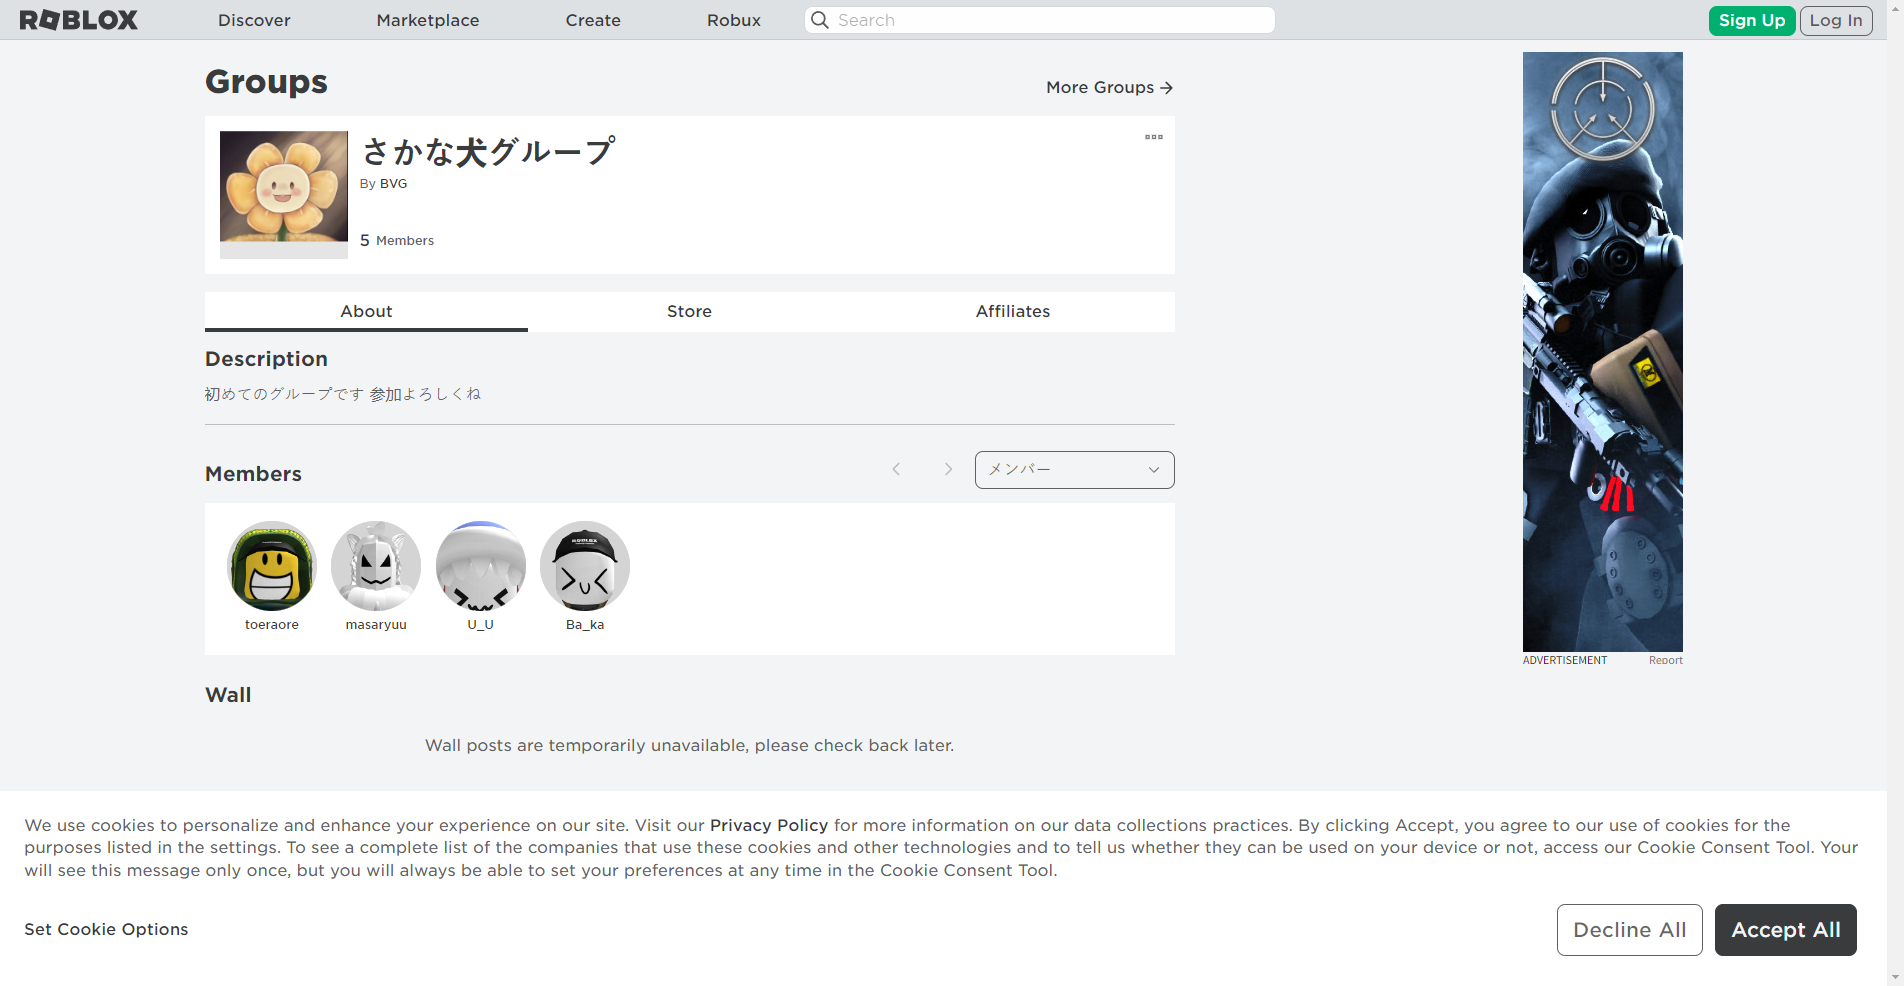 ROBLOX
Discover
Marketplace
Create
Robux
Search
Sign Up
Log In
Groups
More Groups
さかな犬グループ
By BVG
5 Members
About
Store
Affiliates
Description
初めてのグループです 参加よろしくね
Members
メンバー
toeraore
masaryuu
U_U
Ba_ka
Wall
Wall posts are temporarily unavailable, please check back later.
ADVERTISEMENT
Report
We use cookies to personalize and enhance your experience on our site. Visit our Privacy Policy for more information on our data collections practices. By clicking Accept, you agree to our use of cookies for the
purposes listed in the settings. To see a complete list of the companies that use these cookies and other technologies and to tell us whether they can be used on your device or not, access our Cookie Consent Tool. Your
will see this message only once, but you will always be able to set your preferences at any time in the Cookie Consent Tool.
Set Cookie Options
Decline All
Accept All